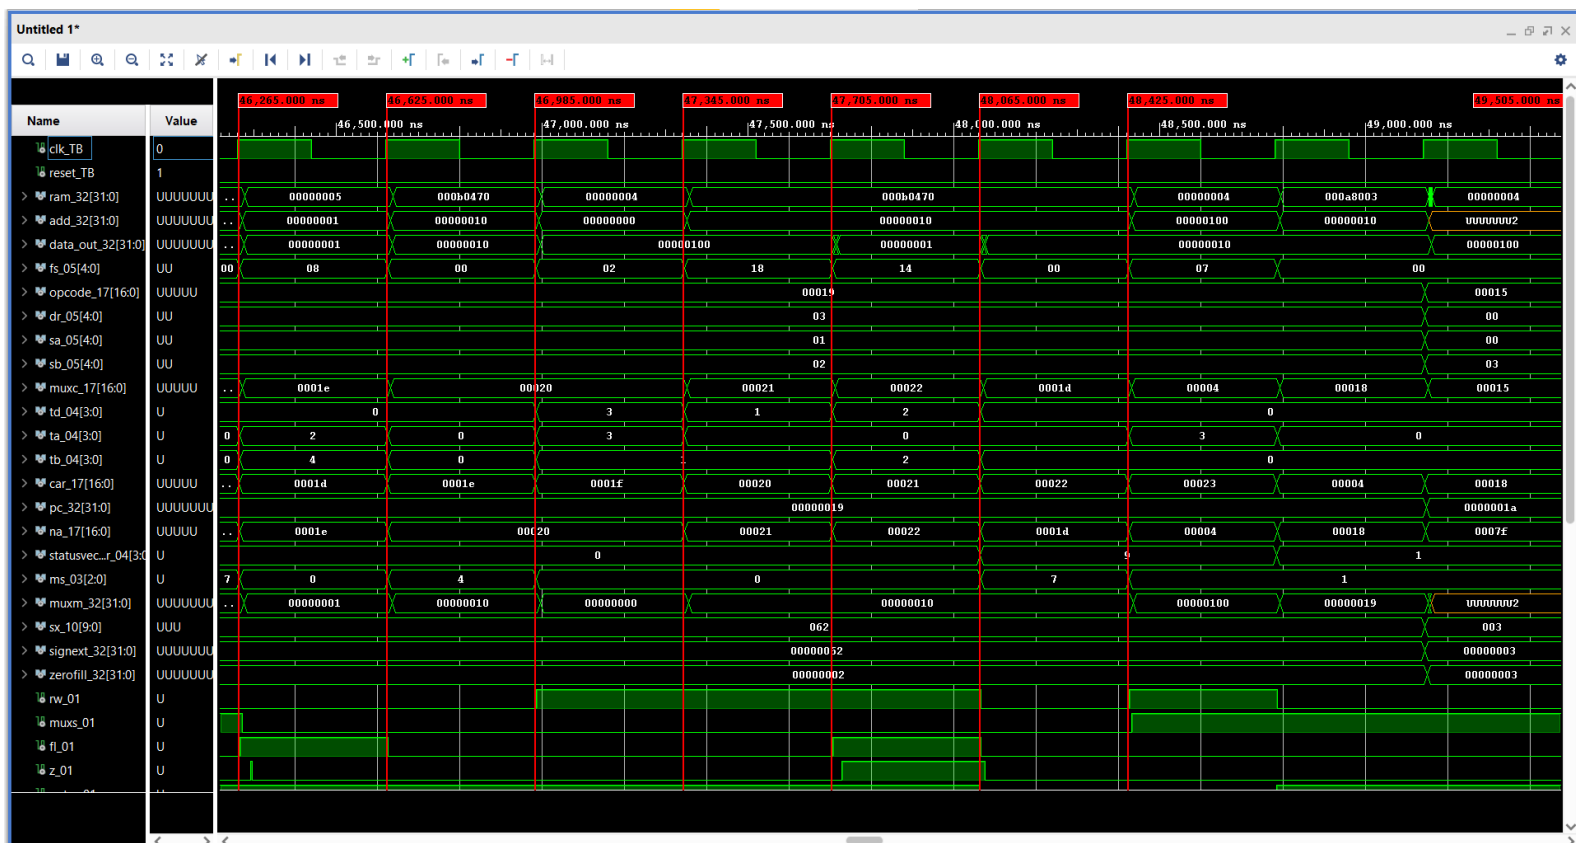 Untitled 1*
46,265.000 ns 46,625.000 ns 46,985.000 ns 47,345.000 ns 47,705.000 ns 48,065.000 ns 48,425.000 ns 49,505.000 ns
Name Value 46,500.000 ns 47,000.000 ns 47,500.000 ns 48,000.000 ns 48,500.000 ns 49,000.000 ns
clk_TB 0
reset_TB 1
ram_32[31:0] UUUUUUU .. 00000005 000b0470 00000004 000b0470 00000004 000a8003 00000004
add_32[31:0] UUUUUUU .. 00000001 00000010 00000000 00000010 00000100 00000010 UUUUUUU2
data_out_32[31:0] UUUUUUU .. 00000001 00000010 00000100 00000001 00000010 00000100
fs_05[4:0] UU 00 08 00 02 18 14 00 07 00
opcode_17[16:0] UUUUU 00019 00015
dr_05[4:0] UU 03 00
sa_05[4:0] UU 01 00
sb_05[4:0] UU 02 03
muxc_17[16:0] UUUUU .. 0001e 00020 00021 00022 0001d 00004 00018 00015
td_04[3:0] U 0 3 1 2 0
ta_04[3:0] U 0 2 0 3 0 3 0
tb_04[3:0] U 0 4 0 1 2 0
car_17[16:0] UUUUU .. 0001d 0001e 0001f 00020 00021 00022 00023 00004 00018
pc_32[31:0] UUUUUUU 00000019 0000001a
na_17[16:0] UUUUU .. 0001e 00020 00021 00022 0001d 00004 00018 0007f
statusvec...r_04[3:0 U 0 9 1
ms_03[2:0] U 7 0 4 0 7 1
muxm_32[31:0] UUUUUUU .. 00000001 00000010 00000000 00000010 00000100 00000019 UUUUUUU2
sx_10[9:0] UUU 062 003
signext_32[31:0] UUUUUUU 00000062 00000003
zerofill_32[31:0] UUUUUUU 00000002 00000003
rw_01 U
muxs_01 U
fl_01 U
z_01 U